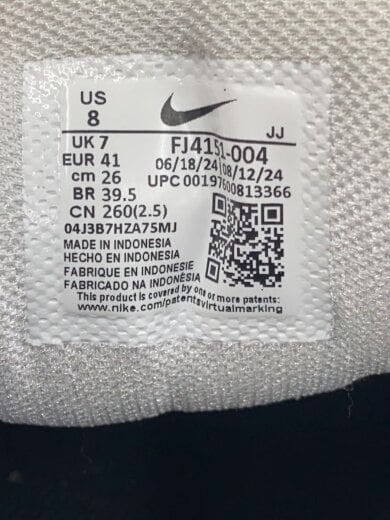 US
8
JJ
UK 7
FJ4151-004
EUR 41
06/18/24 08/12/24
cm 26
UPC 00197600813366
BR 39.5
CN 260(2.5)
04J3B7HZA75MJ
MADE IN INDONESIA
HECHO EN INDONESIA
FABRIQUE EN INDONESIE
FABRICADO NA INDONÉSIA
This product is covered by one or more patents:
www.nike.com/patentsvirtualmarking